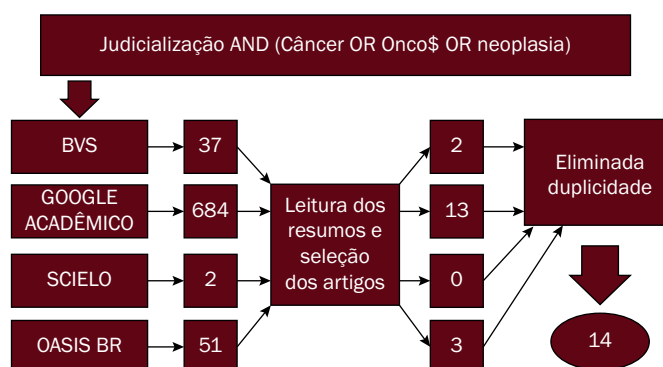 Judicialização AND (Câncer OR Onco$ OR neoplasia)
BVS
37
2
Eliminada
duplicidade
GOOGLE
ACADÊMICO
684
Leitura dos
resumos e
seleção
dos artigos
13
SCIELO
2
0
OASIS BR
51
3
14